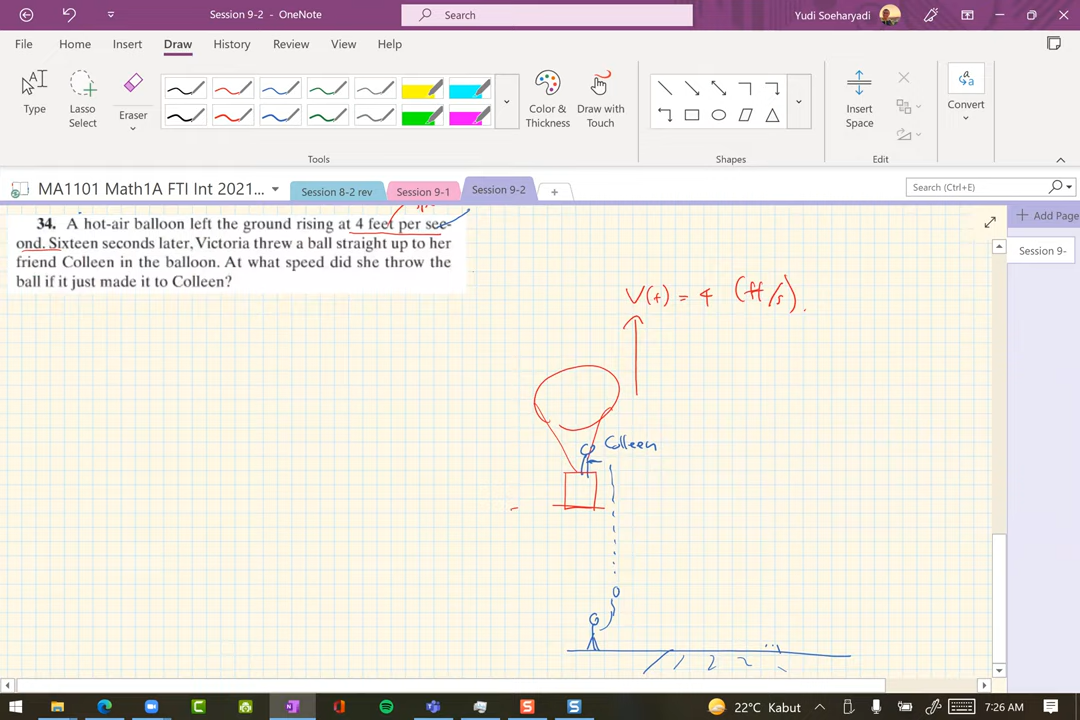 Session 9-2 - OneNote
Search
Yudi Soeharyadi
File
Home
Insert
Draw
History
Review
View
Help
Type
Lasso Select
Eraser
Color & Thickness
Draw with Touch
Insert Space
Convert
Tools
Shapes
Edit
MA1101 Math1A FTI Int 2021...
Session 8-2 rev
Session 9-1
Session 9-2
Search (Ctrl+E)
Add Page
Session 9-
34. A hot-air balloon left the ground rising at 4 feet per sec-
ond. Sixteen seconds later, Victoria threw a ball straight up to her
friend Colleen in the balloon. At what speed did she throw the
ball if it just made it to Colleen?
V(t) = 4 (ft/s).
Colleen
22°C Kabut
7:26 AM